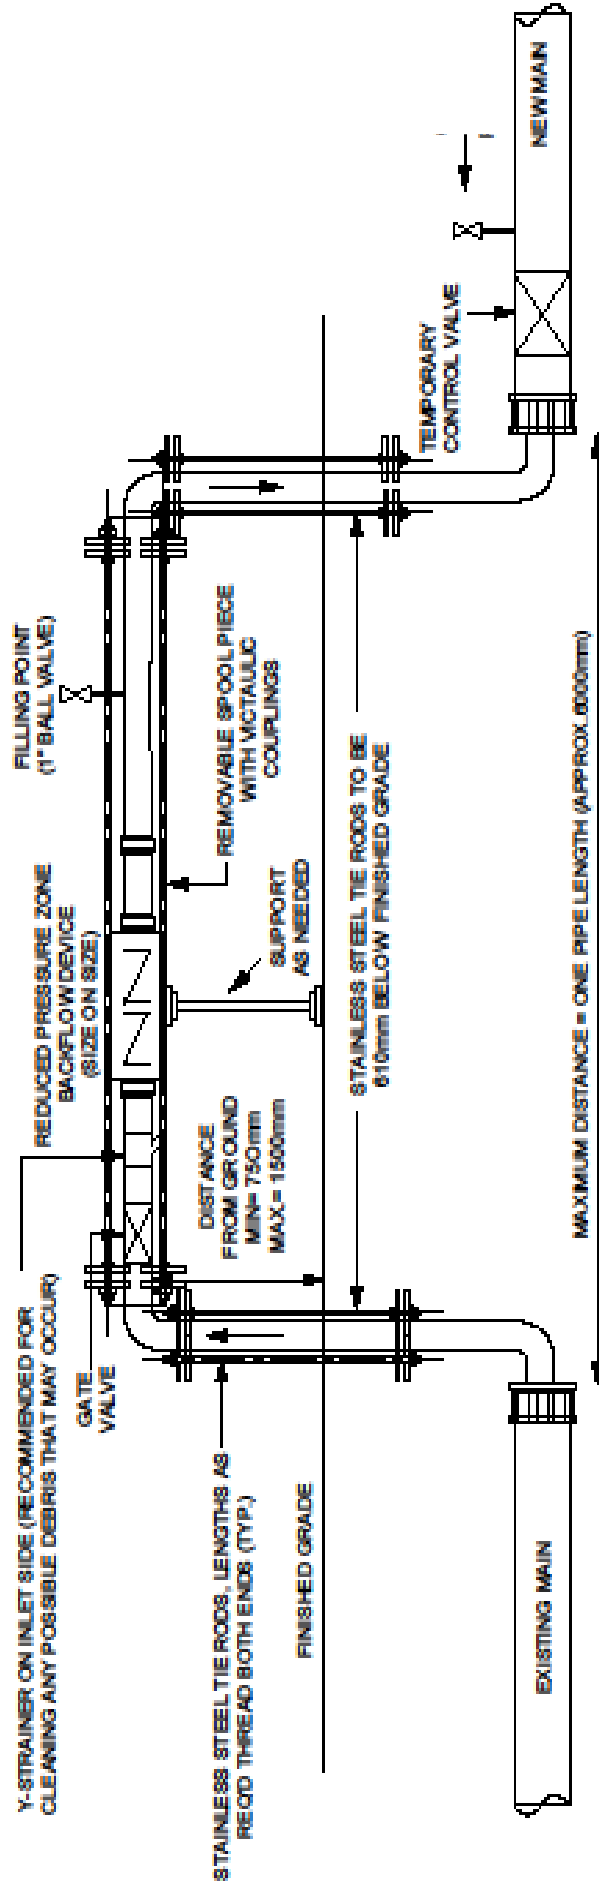 Y-STRAINER ON INLET SIDE (RECOMMENDED FOR
CLEANING ANY POSSIBLE DEBRIS THAT MAY OCCUR)
GATE
VALVE
REDUCED PRESSURE ZONE
BACKFLOW DEVICE
(SIZE ON SIZE)
FILLING POINT
(1" BALL VALVE)
STAINLESS STEEL TIE RODS, LENGTHS AS
REQ'D THREAD BOTH ENDS (TYP.)
DISTANCE
FROM GROUND
MIN= 750mm
MAX.= 1500mm
SUPPORT
AS NEEDED
REMOVABLE SPOOL PIECE
WITH VICTAULIC
COUPLINGS
FINISHED GRADE
STAINLESS STEEL TIE RODS TO BE
610mm BELOW FINISHED GRADE
TEMPORARY
CONTROL VALVE
EXISTING MAIN
NEW MAIN
MAXIMUM DISTANCE = ONE PIPE LENGTH (APPROX. 6000mm)